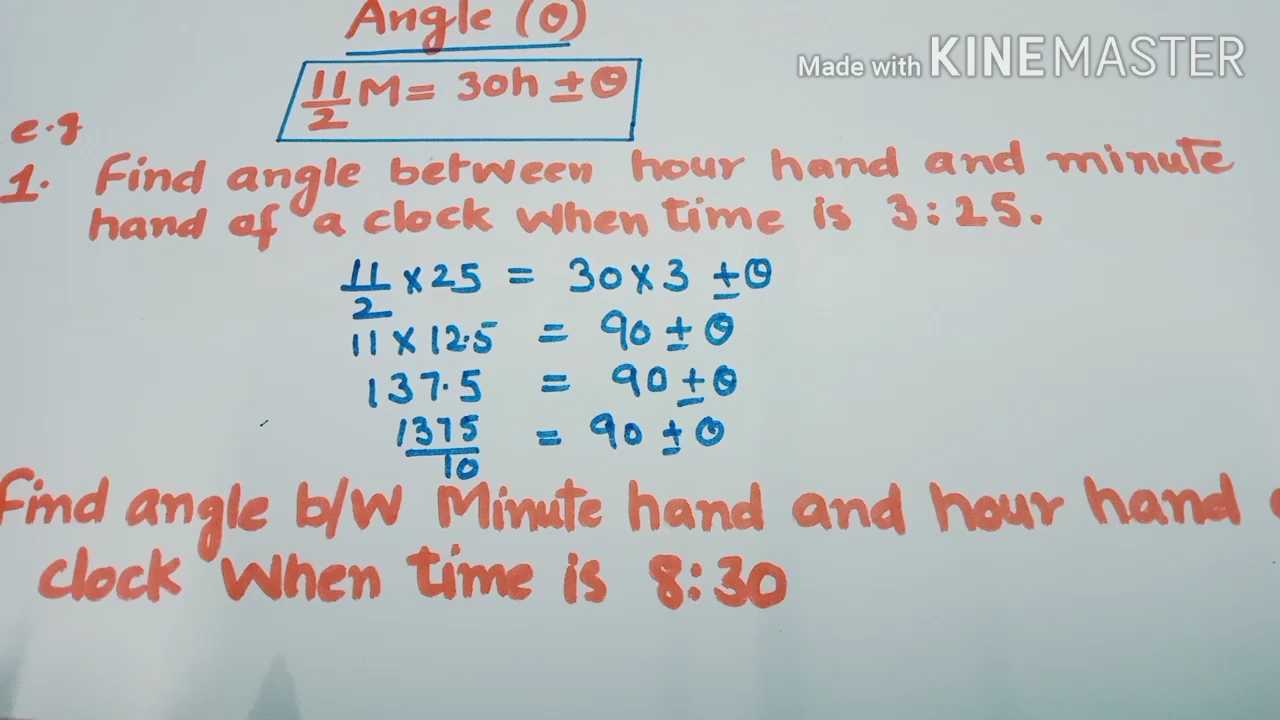 Angle (θ)
Made with KINEMASTER
11/2 M = 30h ± θ
e.g
1. Find angle between hour hand and minute
hand of a clock when time is 3:25.
11/2 × 25 = 30 × 3 ± θ
11 × 12.5 = 90 ± θ
137.5 = 90 ± θ
1375/10 = 90 ± θ
Find angle b/w Minute hand and hour hand
clock when time is 8:30